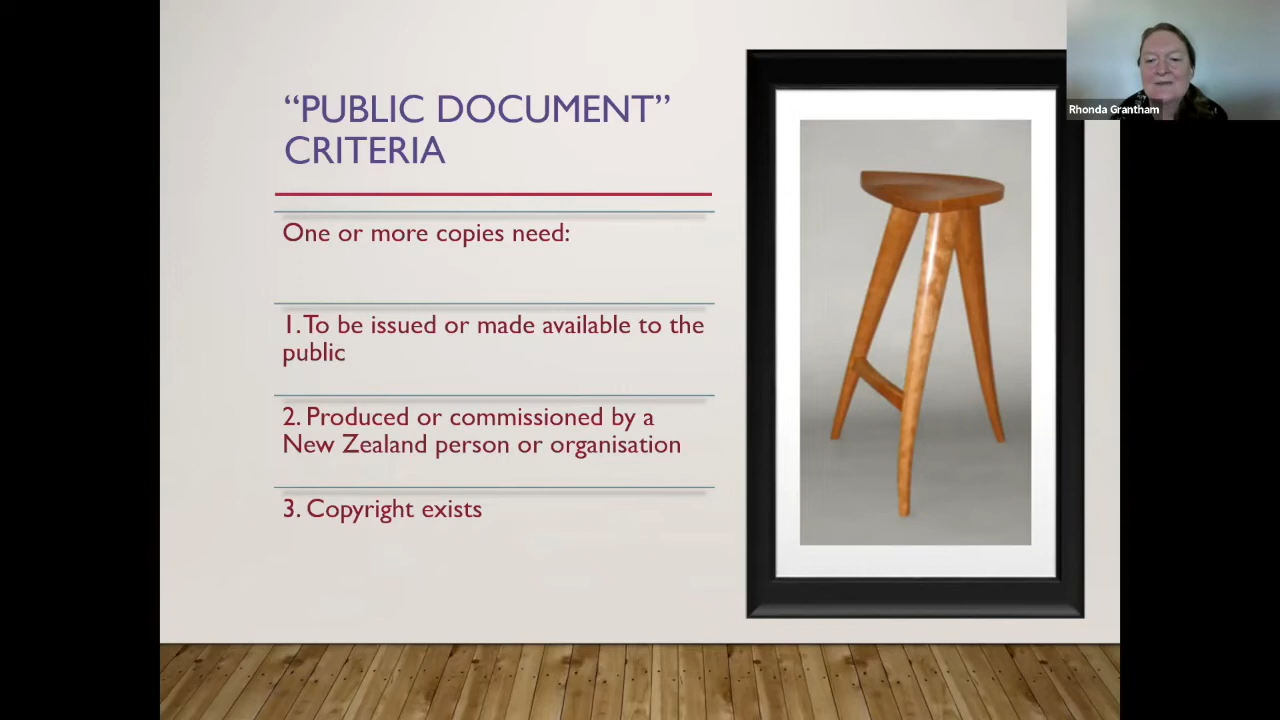 “PUBLIC DOCUMENT”
CRITERIA
One or more copies need:
1. To be issued or made available to the
public
2. Produced or commissioned by a
New Zealand person or organisation
3. Copyright exists
Rhonda Grantham